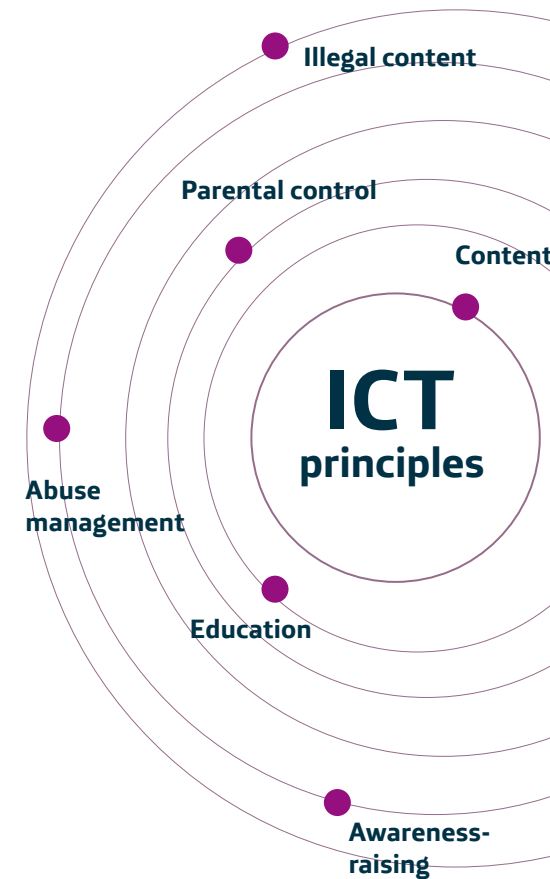 Illegal content
Parental control
Content
ICT
principles
Abuse
management
Education
Awareness-
raising